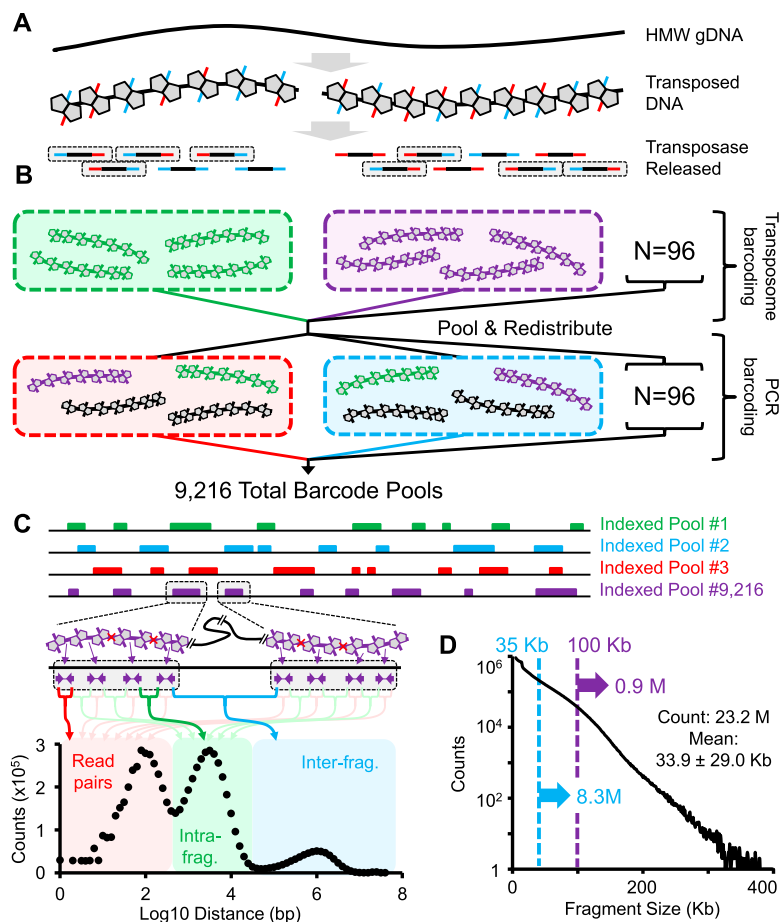 A
HMW gDNA
Transposed
DNA
Transposase
Released
B
N=96
Transposome
barcoding
Pool & Redistribute
N=96
PCR
barcoding
9,216 Total Barcode Pools
C
Indexed Pool #1
Indexed Pool #2
Indexed Pool #3
Indexed Pool #9,216
Read
pairs
Intra-
frag.
Inter-frag.
Counts (x10⁵)
3
2
1
0
0
2
4
6
8
Log10 Distance (bp)
D
35 Kb
100 Kb
0.9 M
Count: 23.2 M
Mean:
33.9 ± 29.0 Kb
8.3M
Counts
10⁶
10⁴
10²
1
0
200
400
Fragment Size (Kb)